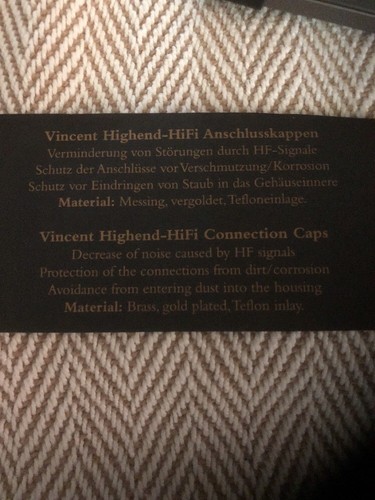 Vincent Highend-HiFi Anschlusskappen
Verminderung von Störungen durch HF-Signale
Schutz der Anschlüsse vor Verschmutzung/Korrosion
Schutz vor Eindringen von Staub in das Gehäuseinnere
Material: Messing, vergoldet, Tefloneinlage.
Vincent Highend-HiFi Connection Caps
Decrease of noise caused by HF signals
Protection of the connections from dirt/corrosion
Avoidance from entering dust into the housing
Material: Brass, gold plated, Teflon inlay.